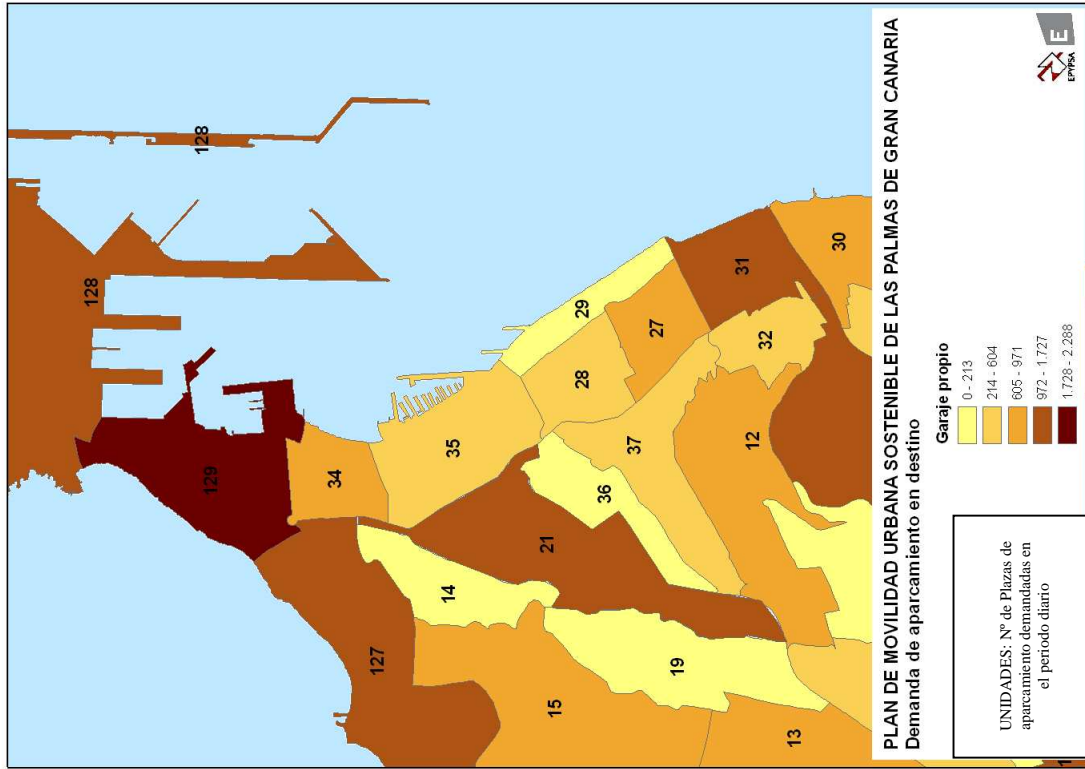 128
128
129
34
35
127
14
21
36
37
28
29
27
31
30
32
12
15
19
13
1
PLAN DE MOVILIDAD URBANA SOSTENIBLE DE LAS PALMAS DE GRAN CANARIA
Demanda de aparcamiento en destino
Garaje propio
0 - 213
214 - 604
605 - 971
972 - 1.727
1.728 - 2.288
UNIDADES: Nº de Plazas de
aparcamiento demandadas en
el periodo diario
E
EPYPSA